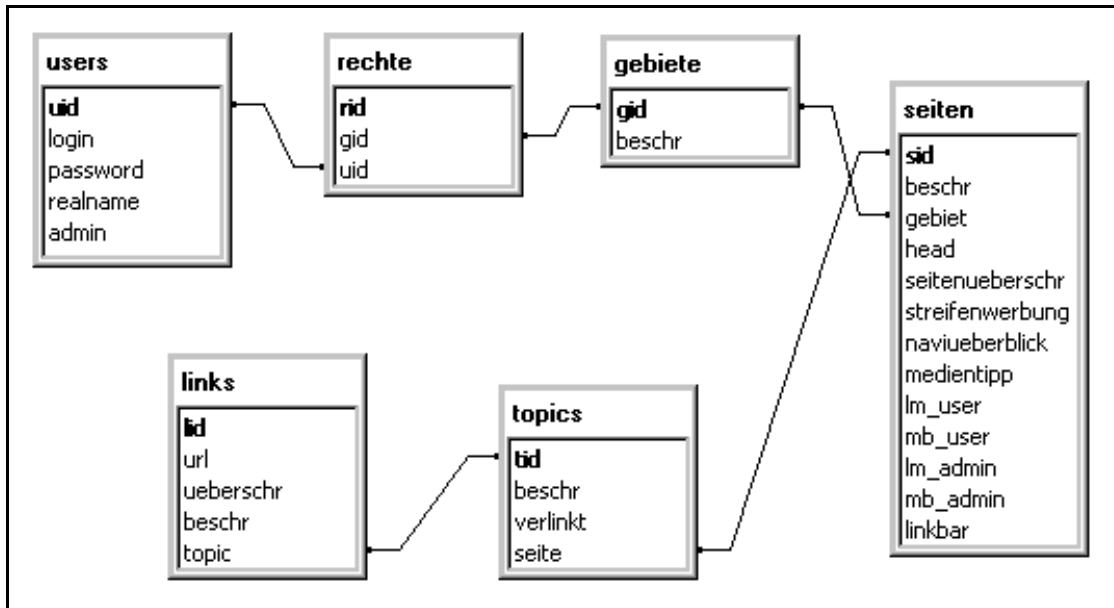 users
uid
login
password
realname
admin
rechte
rid
gid
uid
gebiete
gid
beschr
seiten
sid
beschr
gebiet
head
seitenueberschr
streifenwerbung
naviueberblick
medientipp
lm_user
mb_user
lm_admin
mb_admin
linkbar
links
lid
url
ueberschr
beschr
topic
topics
tid
beschr
verlinkt
seite